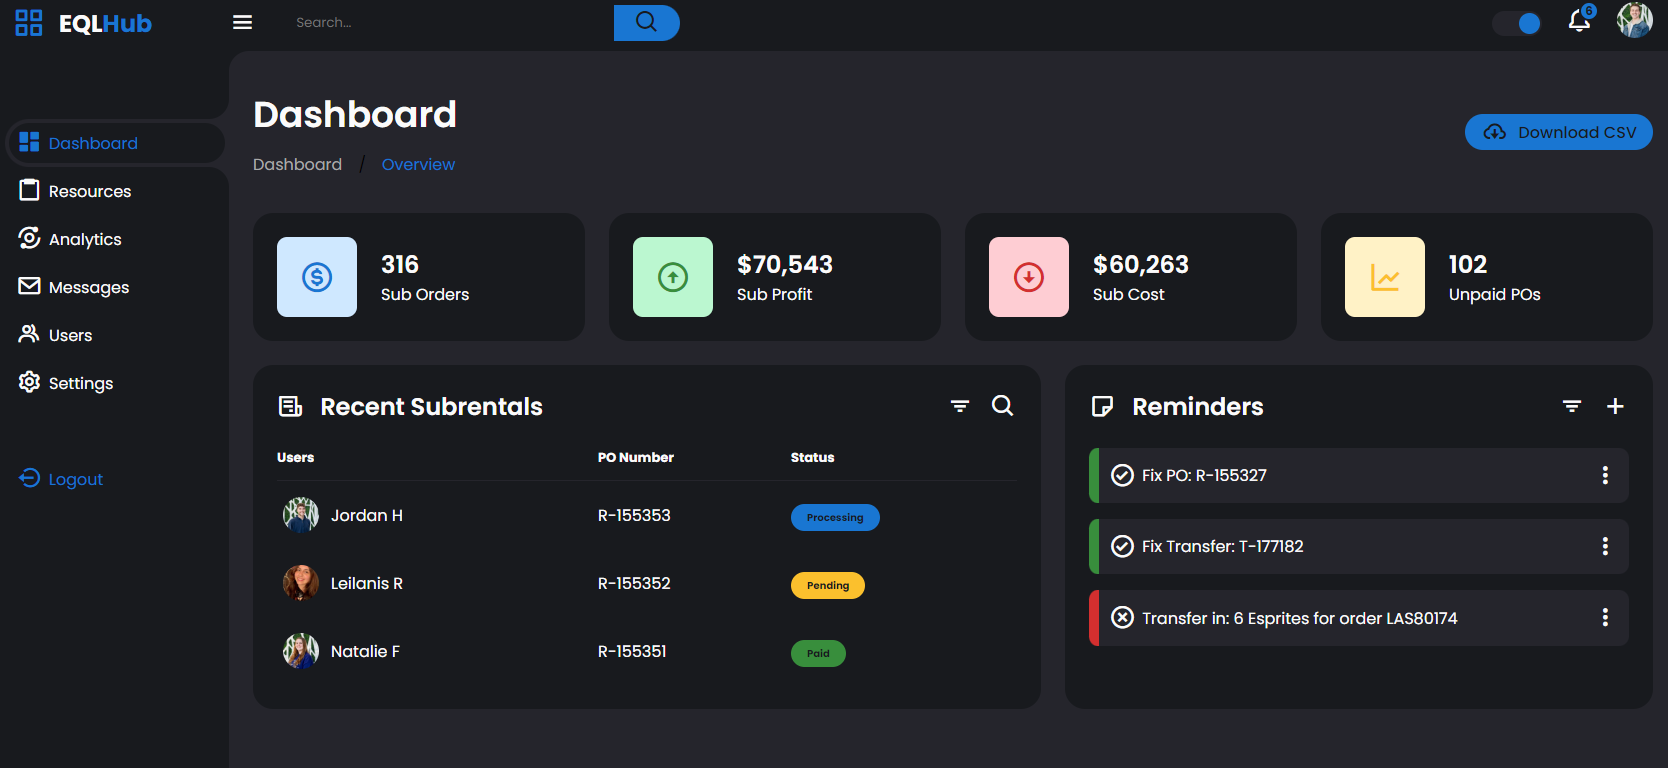 EQLHub
Search...
6
Dashboard
Resources
Analytics
Messages
Users
Settings
Logout
Dashboard
Dashboard / Overview
Download CSV
316
Sub Orders
$70,543
Sub Profit
$60,263
Sub Cost
102
Unpaid POs
Recent Subrentals
Users PO Number Status
Jordan H R-155353 Processing
Leilanis R R-155352 Pending
Natalie F R-155351 Paid
Reminders
Fix PO: R-155327
Fix Transfer: T-177182
Transfer in: 6 Esprites for order LAS80174